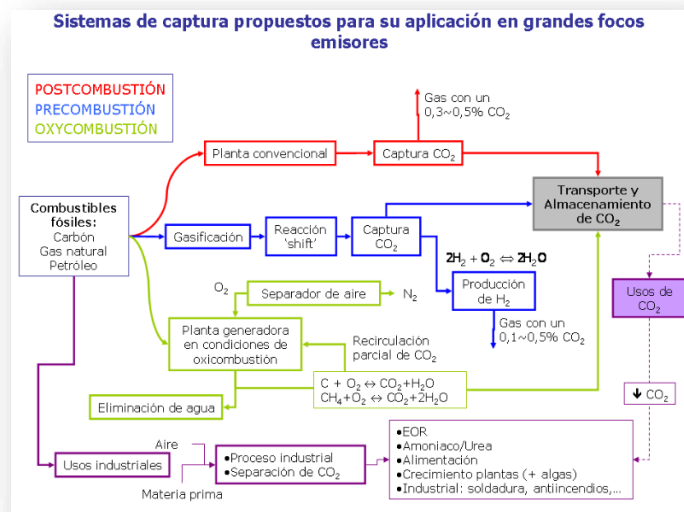 Sistemas de captura propuestos para su aplicación en grandes focos
emisores
POSTCOMBUSTIÓN
PRECOMBUSTIÓN
OXYCOMBUSTIÓN
Gas con un
0,3~0,5% CO₂
Planta convencional
Captura CO₂
Transporte y
Almacenamiento
de CO₂
Combustibles
fósiles:
Carbón
Gas natural
Petróleo
Gasificación
Reacción
'shift'
Captura
CO₂
2H₂ + O₂ ⇔ 2H₂O
Producción
de H₂
Usos de
CO₂
O₂
Separador de aire
N₂
Gas con un
0,1~0,5% CO₂
Planta generadora
en condiciones de
oxicombustión
Recirculación
parcial de CO₂
C + O₂ ↔ CO₂+H₂O
CH₄+O₂ ↔ CO₂+2H₂O
🡇 CO₂
Eliminación de agua
Aire
Usos industriales
•Proceso industrial
•Separación de CO₂
Materia prima
•EOR
•Amoniaco/Urea
•Alimentación
•Crecimiento plantas (+ algas)
•Industrial: soldadura, antiincendios,...